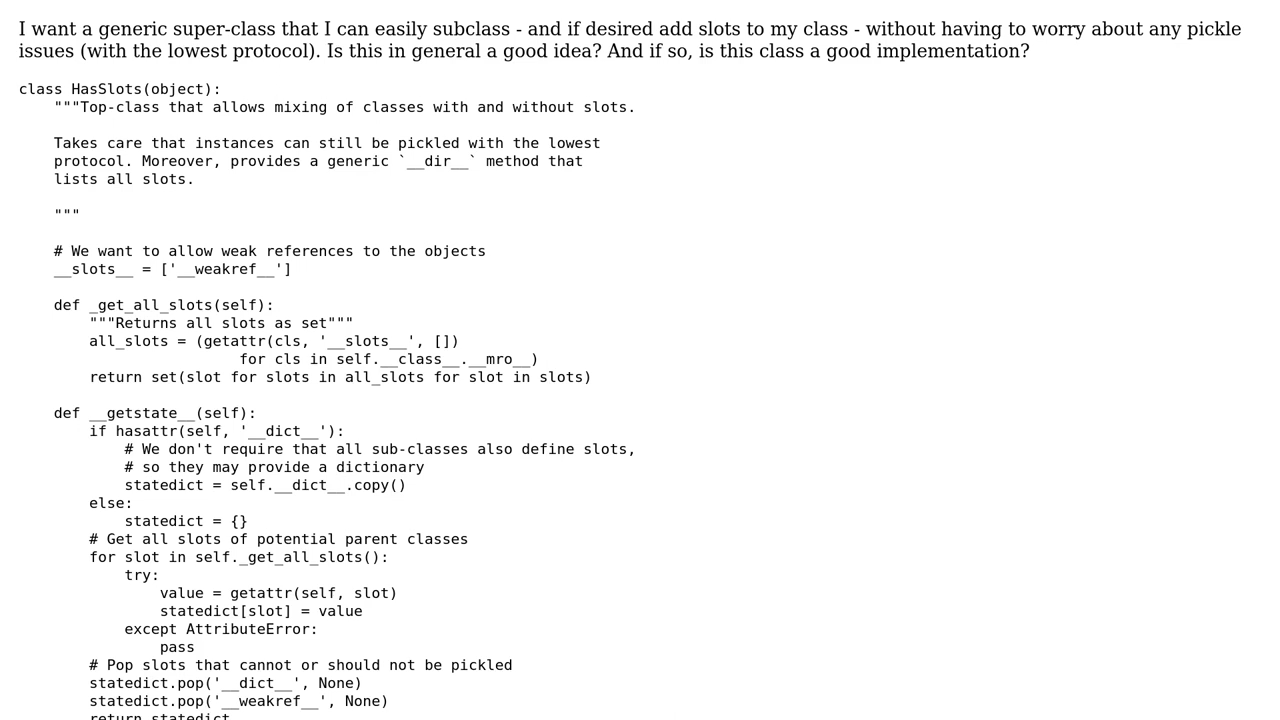 I want a generic super-class that I can easily subclass - and if desired add slots to my class - without having to worry about any pickle
issues (with the lowest protocol). Is this in general a good idea? And if so, is this class a good implementation?
class HasSlots(object):
    """Top-class that allows mixing of classes with and without slots.

    Takes care that instances can still be pickled with the lowest
    protocol. Moreover, provides a generic `__dir__` method that
    lists all slots.

    """

    # We want to allow weak references to the objects
    __slots__ = ['__weakref__']

    def _get_all_slots(self):
        """Returns all slots as set"""
        all_slots = (getattr(cls, '__slots__', [])
                         for cls in self.__class__.__mro__)
        return set(slot for slots in all_slots for slot in slots)

    def __getstate__(self):
        if hasattr(self, '__dict__'):
            # We don't require that all sub-classes also define slots,
            # so they may provide a dictionary
            statedict = self.__dict__.copy()
        else:
            statedict = {}
        # Get all slots of potential parent classes
        for slot in self._get_all_slots():
            try:
                value = getattr(self, slot)
                statedict[slot] = value
            except AttributeError:
                pass
        # Pop slots that cannot or should not be pickled
        statedict.pop('__dict__', None)
        statedict.pop('__weakref__', None)
        return statedict